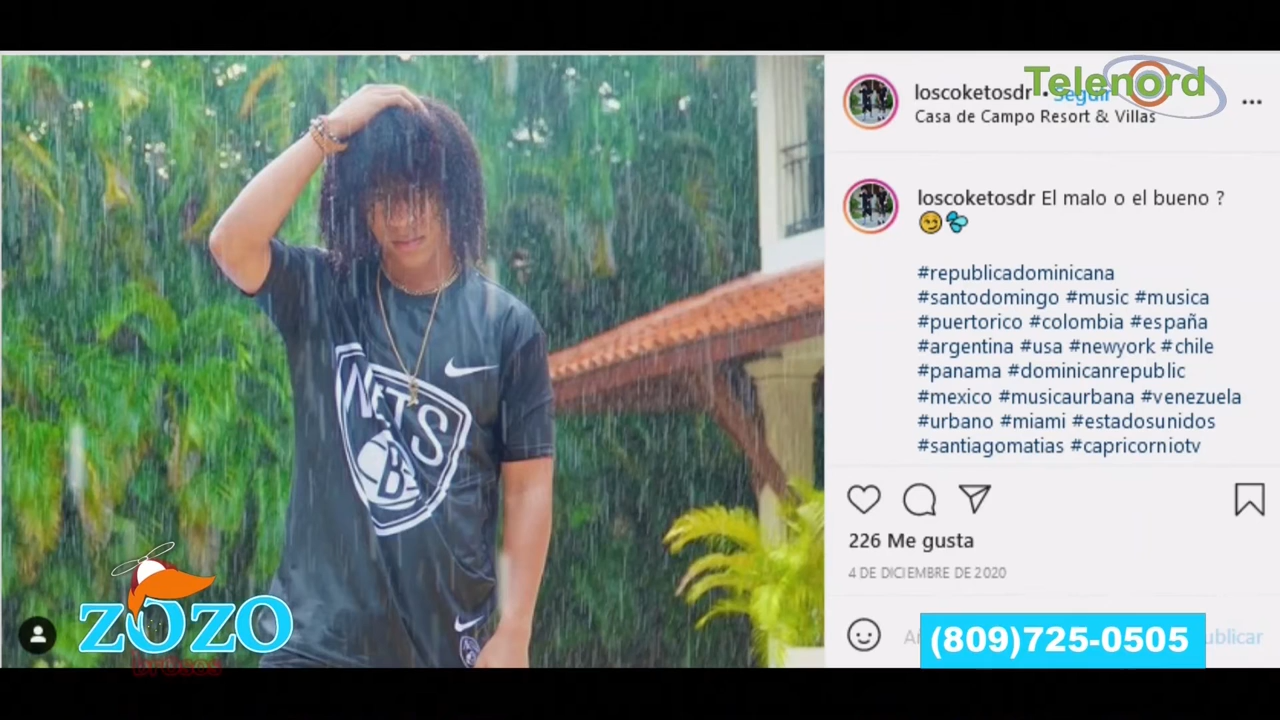 Telenord
loscoketosdr • Seguir
Casa de Campo Resort & Villas
loscoketosdr El malo o el bueno ?
#republicadominicana
#santodomingo #music #musica
#puertorico #colombia #españa
#argentina #usa #newyork #chile
#panama #dominicanrepublic
#mexico #musicaurbana #venezuela
#urbano #miami #estadosunidos
#santiagomatias #capricorniotv
226 Me gusta
4 DE DICIEMBRE DE 2020
(809)725-0505
NETS
B
ZOZO
brutos